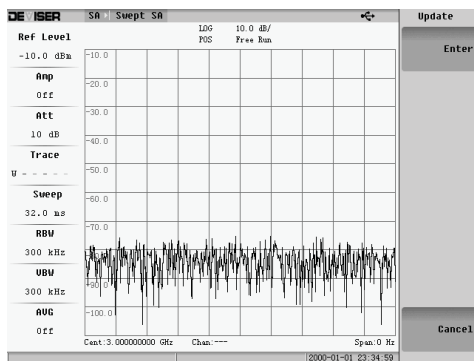 DEVISER SA Swept SA Update
LOG 10.0 dB/
POS Free Run
Ref Level
-10.0 dBm
Amp
Off
Att
10 dB
Trace
W - - - - -
Sweep
32.0 ms
RBW
300 kHz
VBW
300 kHz
AVG
Off
-10.0
-20.0
-30.0
-40.0
-50.0
-60.0
-70.0
-90.0
-100.0
Cent:3.000000000 GHz Chan:--- Span:0 Hz
2000-01-01 23:34:59
Enter
Cancel